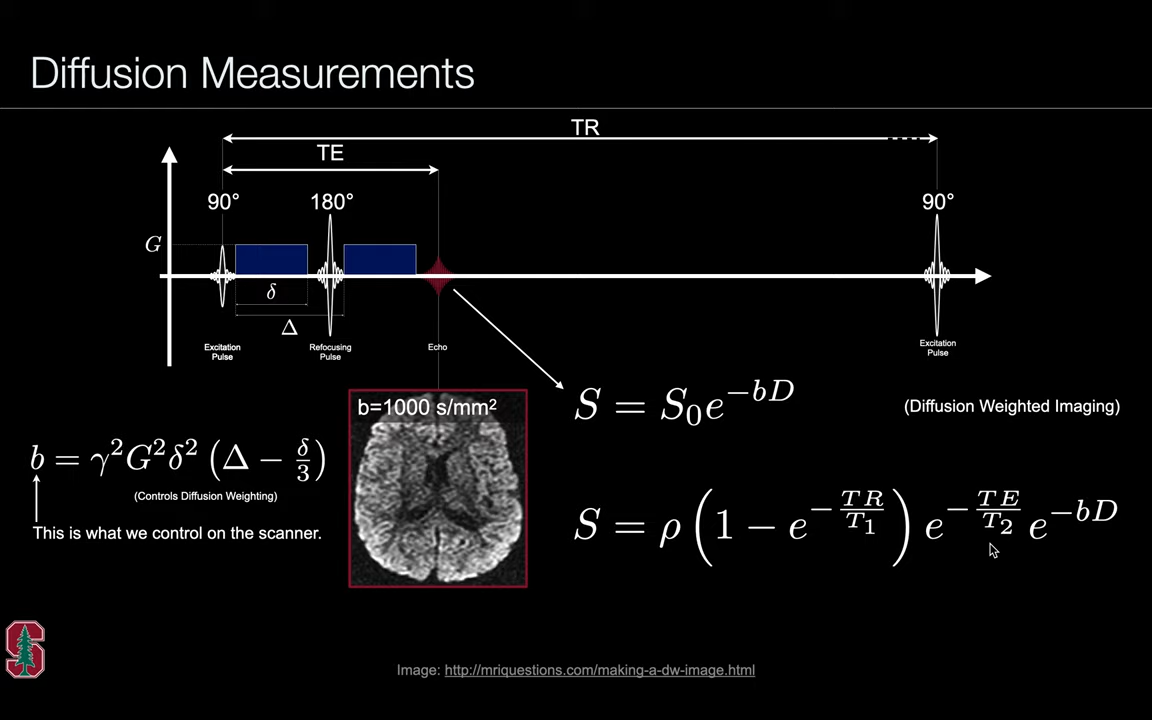 Diffusion Measurements
TR
TE
90°
180°
90°
G
δ
Δ
Excitation
Pulse
Refocusing
Pulse
Echo
Excitation
Pulse
b=1000 s/mm²
S = S₀e^{−bD}
(Diffusion Weighted Imaging)
b = γ²G²δ²(Δ − δ/3)
(Controls Diffusion Weighting)
This is what we control on the scanner.
S = ρ(1 − e^{−TR/T₁})e^{−TE/T₂}e^{−bD}
S
Image: http://mriquestions.com/making-a-dw-image.html